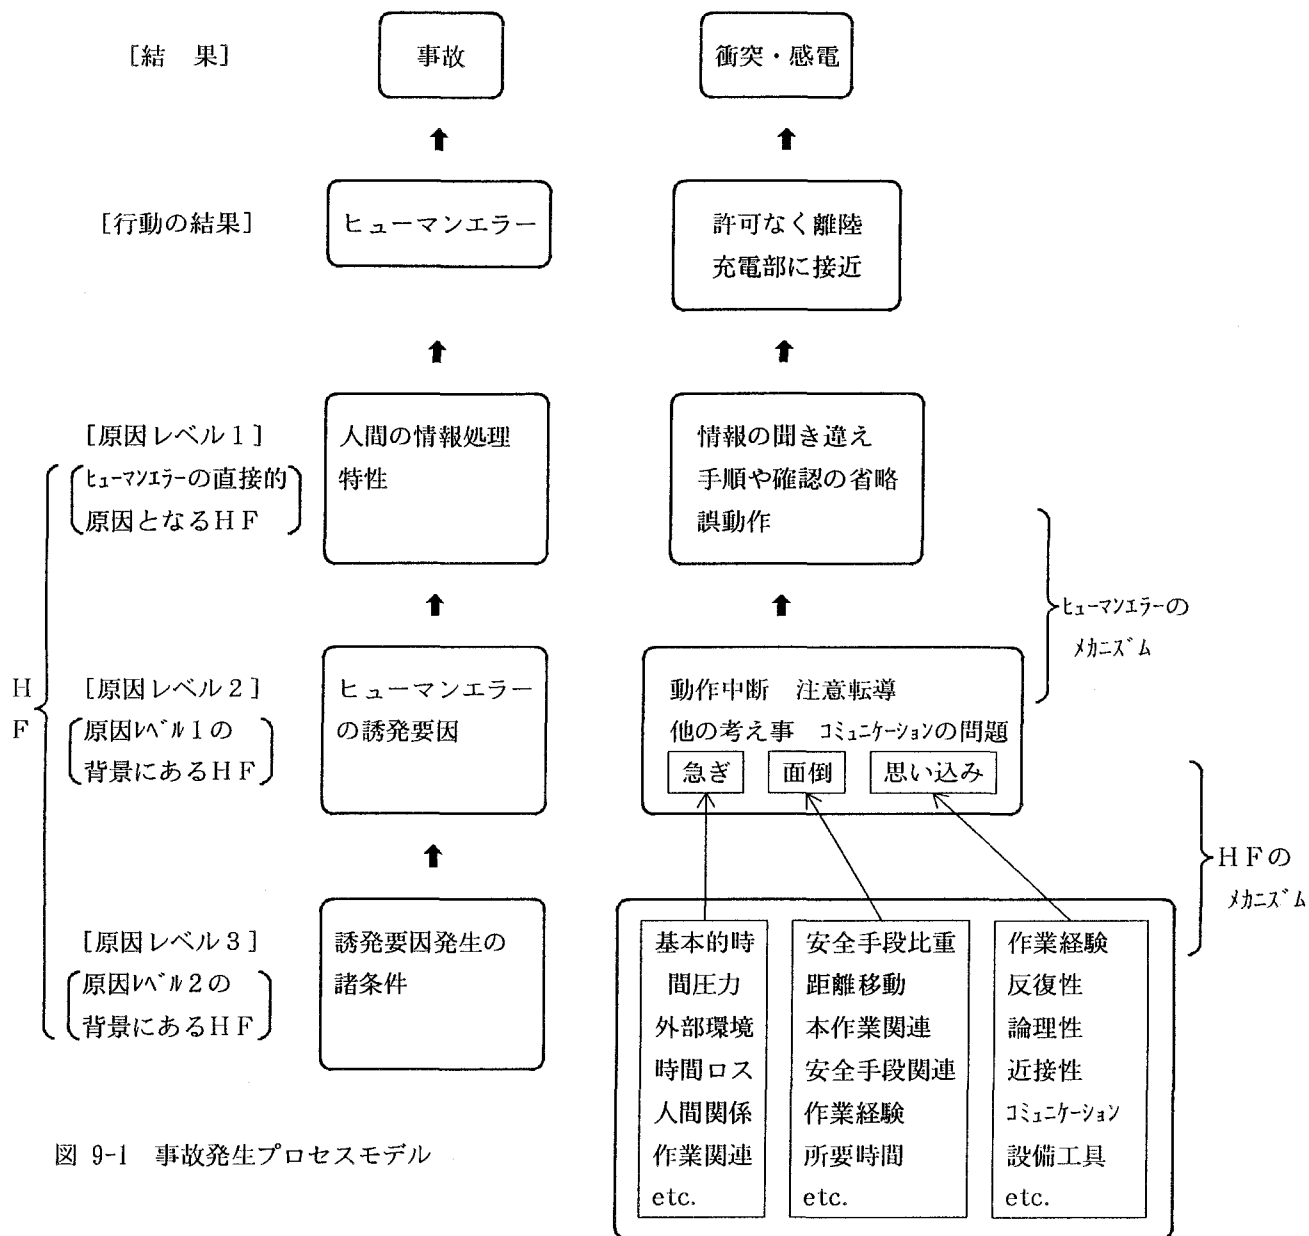 [結　果]
事故
衝突・感電
[行動の結果]
ヒューマンエラー
許可なく離陸
充電部に接近
[原因レベル1]
ﾋｭｰﾏﾝｴﾗｰの直接的
原因となるHF
人間の情報処理
特性
情報の聞き違え
手順や確認の省略
誤動作
ﾋｭｰﾏﾝｴﾗｰの
ﾒｶﾆｽﾞﾑ
H
F
[原因レベル2]
原因ﾚﾍﾞﾙ1の
背景にあるHF
ヒューマンエラー
の誘発要因
動作中断　注意転導
他の考え事　ｺﾐｭﾆｹｰｼｮﾝの問題
急ぎ　面倒　思い込み
HFの
ﾒｶﾆｽﾞﾑ
[原因レベル3]
原因ﾚﾍﾞﾙ2の
背景にあるHF
誘発要因発生の
諸条件
基本的時
間圧力
外部環境
時間ロス
人間関係
作業関連
etc.
安全手段比重
距離移動
本作業関連
安全手段関連
作業経験
所要時間
etc.
作業経験
反復性
論理性
近接性
ｺﾐｭﾆｹｰｼｮﾝ
設備工具
etc.
図 9-1　事故発生プロセスモデル